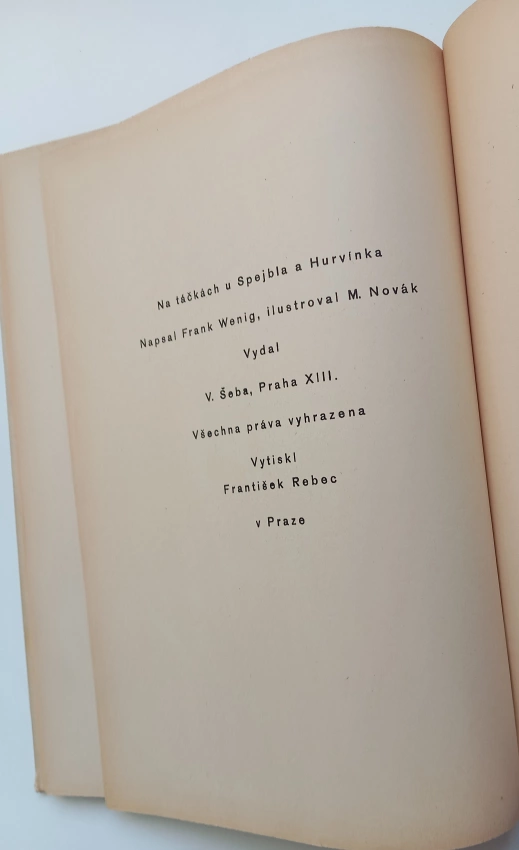 Na táčkách u Spejbla a Hurvínka
Napsal Frank Wenig, ilustroval M. Novák
Vydal
V. Šeba, Praha XIII.
Všechna práva vyhrazena
Vytiskl
František Rebec
v Praze